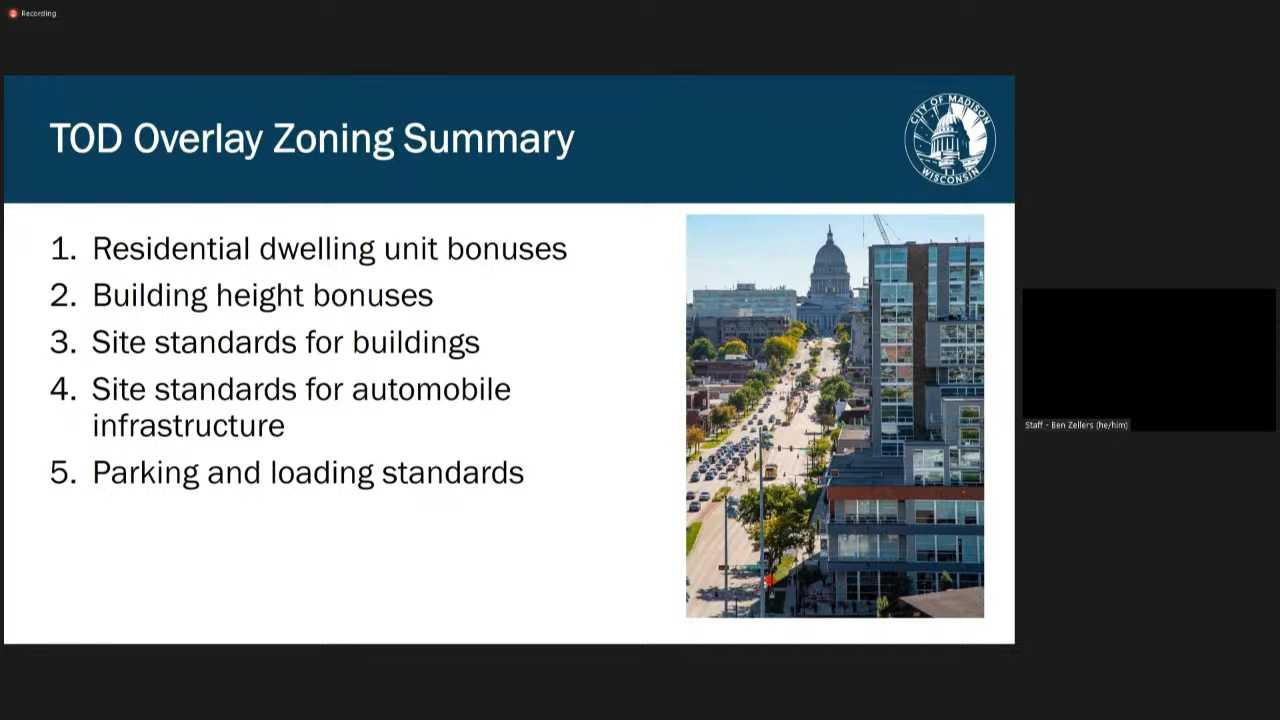 Recording
TOD Overlay Zoning Summary
CITY OF MADISON
WISCONSIN
1. Residential dwelling unit bonuses
2. Building height bonuses
3. Site standards for buildings
4. Site standards for automobile
infrastructure
5. Parking and loading standards
Staff - Ben Zellers (he/him)